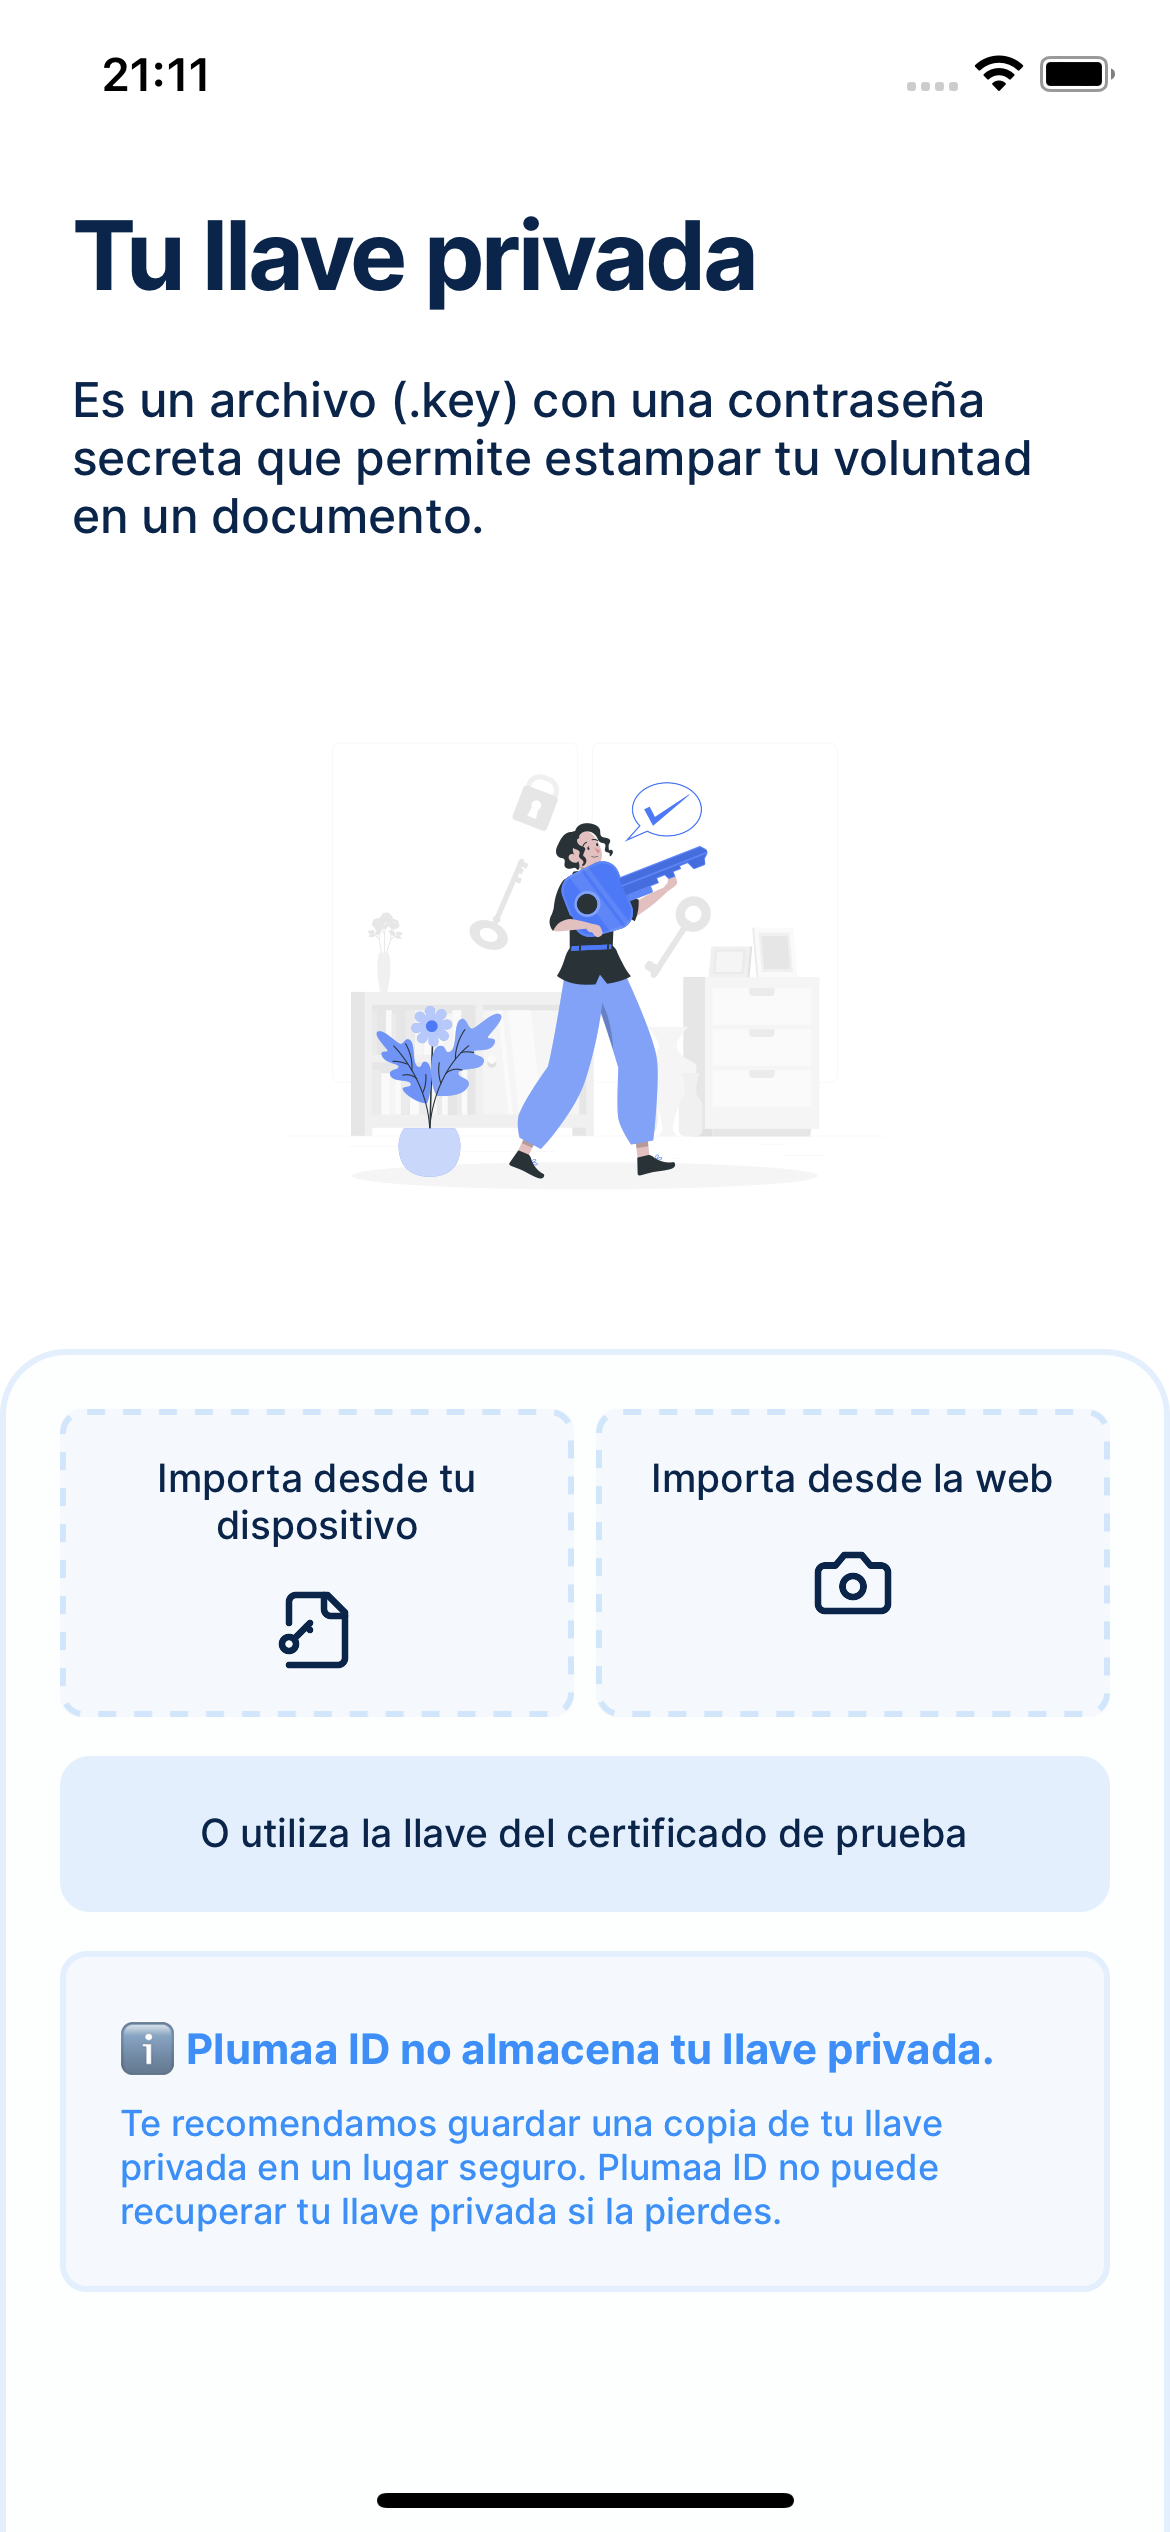 21:11
Tu llave privada
Es un archivo (.key) con una contraseña
secreta que permite estampar tu voluntad
en un documento.
Importa desde tu
dispositivo
Importa desde la web
O utiliza la llave del certificado de prueba
ℹ️ Plumaa ID no almacena tu llave privada.
Te recomendamos guardar una copia de tu llave
privada en un lugar seguro. Plumaa ID no puede
recuperar tu llave privada si la pierdes.